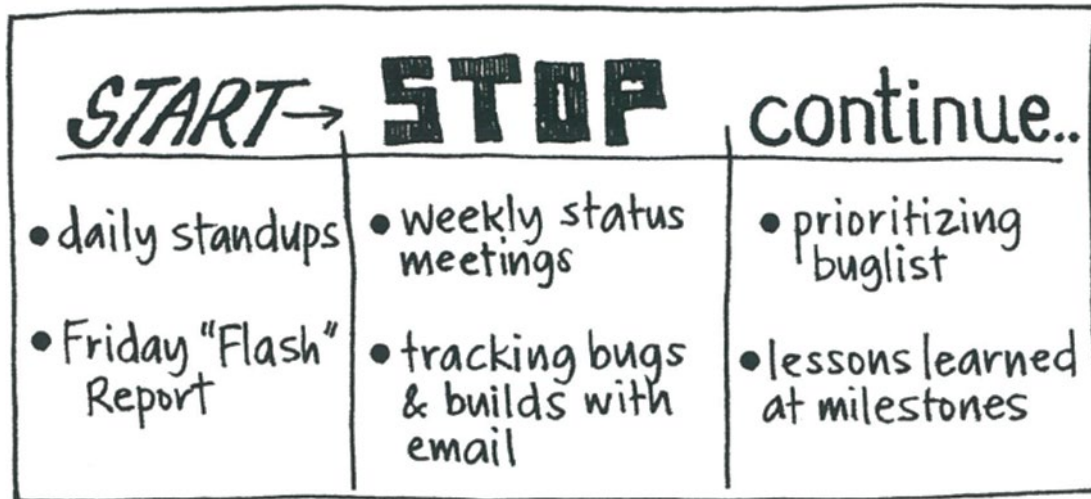 START→ STOP continue..
• daily standups
• Friday "Flash"
Report
• weekly status
meetings
• tracking bugs
& builds with
email
• prioritizing
buglist
• lessons learned
at milestones